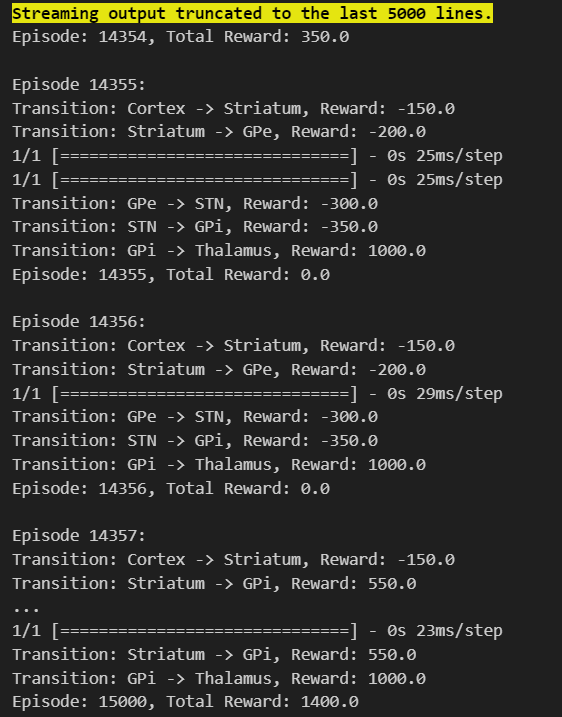 Streaming output truncated to the last 5000 lines.
Episode: 14354, Total Reward: 350.0
Episode 14355:
Transition: Cortex -> Striatum, Reward: -150.0
Transition: Striatum -> GPe, Reward: -200.0
1/1 [==============================] - 0s 25ms/step
1/1 [==============================] - 0s 25ms/step
Transition: GPe -> STN, Reward: -300.0
Transition: STN -> GPi, Reward: -350.0
Transition: GPi -> Thalamus, Reward: 1000.0
Episode: 14355, Total Reward: 0.0
Episode 14356:
Transition: Cortex -> Striatum, Reward: -150.0
Transition: Striatum -> GPe, Reward: -200.0
1/1 [==============================] - 0s 29ms/step
Transition: GPe -> STN, Reward: -300.0
Transition: STN -> GPi, Reward: -350.0
Transition: GPi -> Thalamus, Reward: 1000.0
Episode: 14356, Total Reward: 0.0
Episode 14357:
Transition: Cortex -> Striatum, Reward: -150.0
Transition: Striatum -> GPi, Reward: 550.0
...
1/1 [==============================] - 0s 23ms/step
Transition: Striatum -> GPi, Reward: 550.0
Transition: GPi -> Thalamus, Reward: 1000.0
Episode: 15000, Total Reward: 1400.0